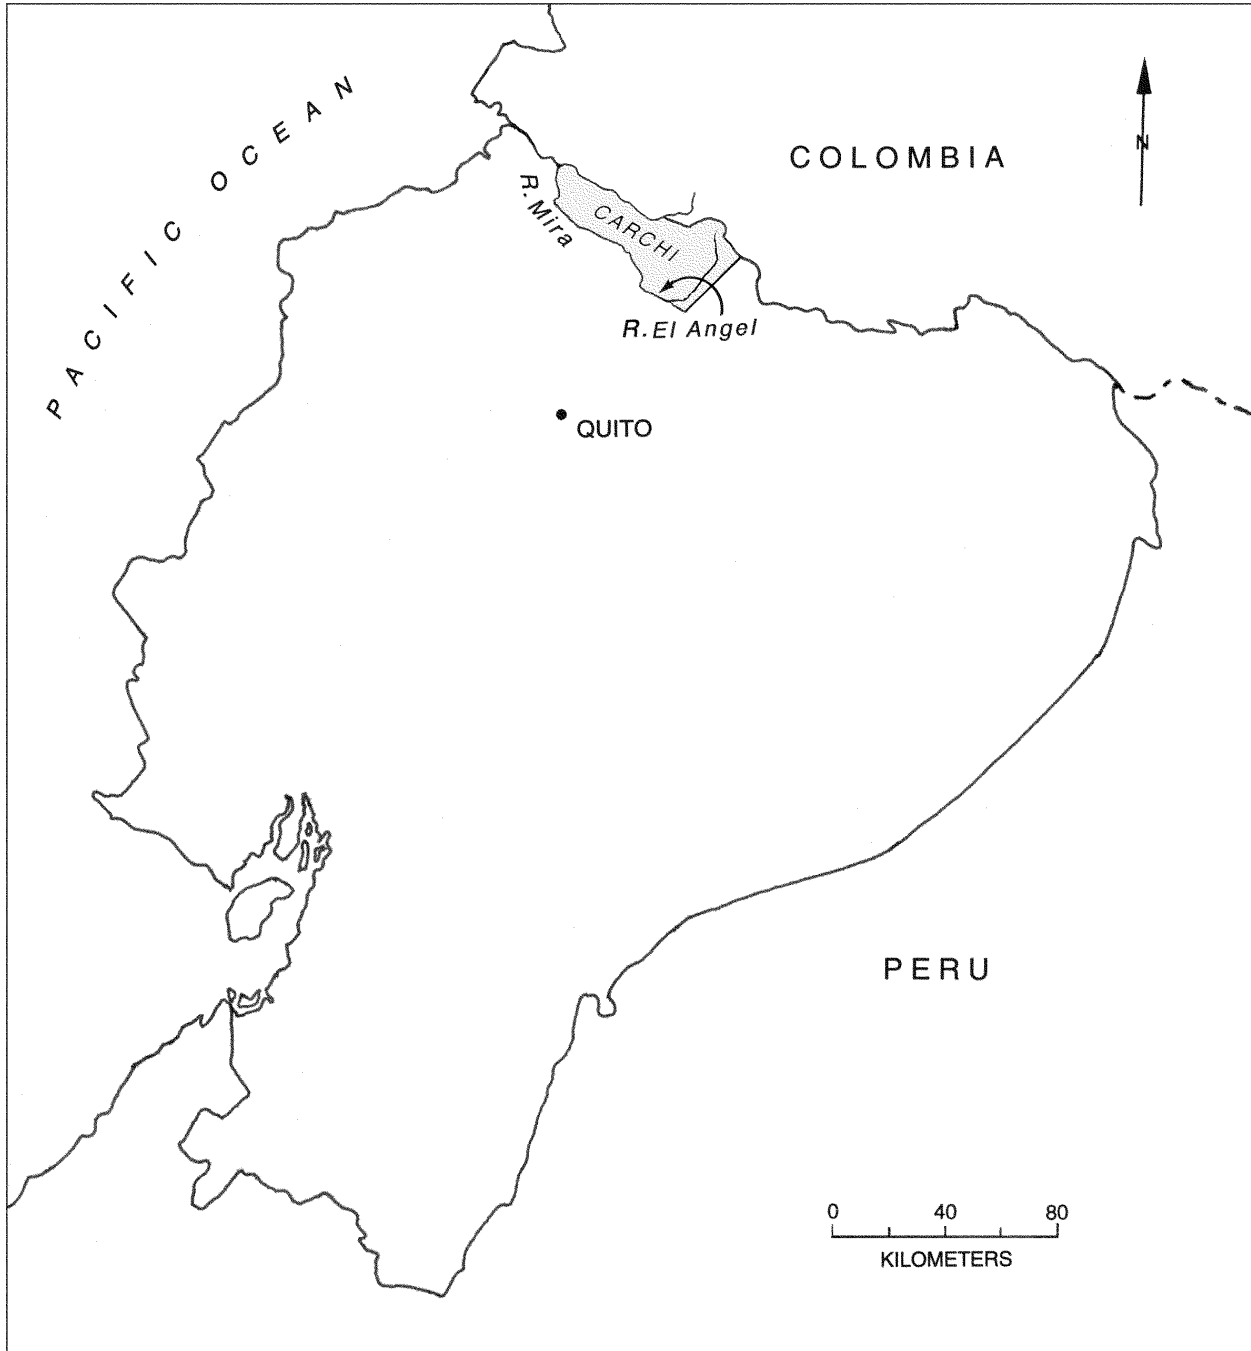 PACIFIC OCEAN
COLOMBIA
N
R. Mira
CARCHI
R. El Angel
QUITO
PERU
0 40 80
KILOMETERS